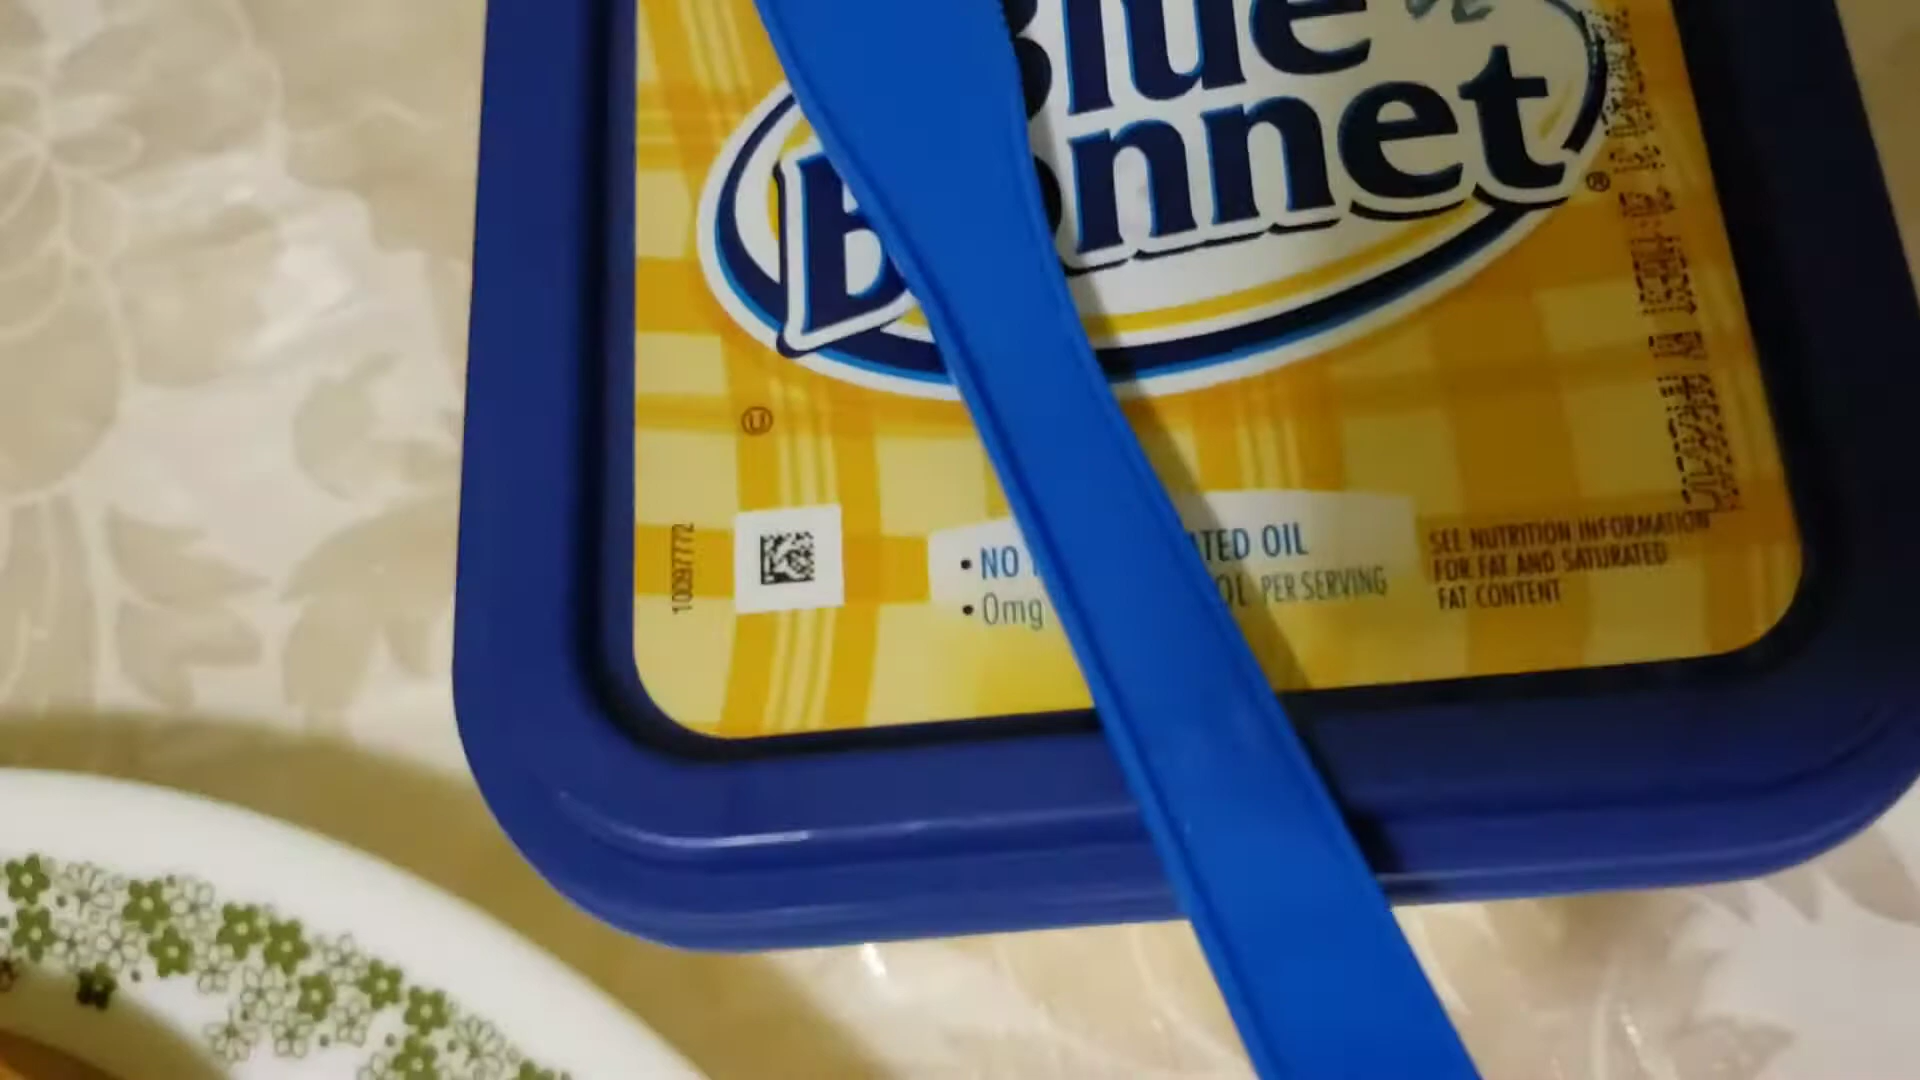 Blue
Bonnet
®
U
10097772
• NO ATED OIL
• 0mg OL PER SERVING
SEE NUTRITION INFORMATION
FOR FAT AND SATURATED
FAT CONTENT